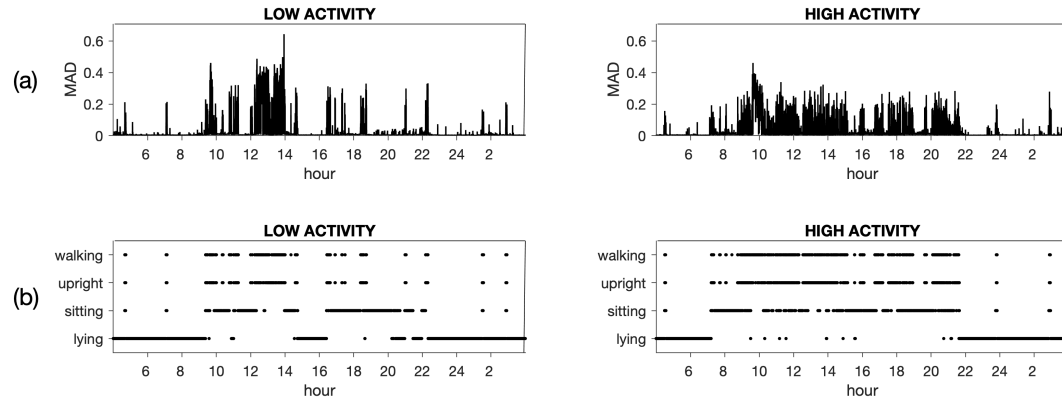 LOW ACTIVITY
HIGH ACTIVITY
(a)
MAD
0.6
0.4
0.2
0
6 8 10 12 14 16 18 20 22 24 2
hour
MAD
0.6
0.4
0.2
0
6 8 10 12 14 16 18 20 22 24 2
hour
LOW ACTIVITY
HIGH ACTIVITY
(b)
walking
upright
sitting
lying
6 8 10 12 14 16 18 20 22 24 2
hour
walking
upright
sitting
lying
6 8 10 12 14 16 18 20 22 24 2
hour